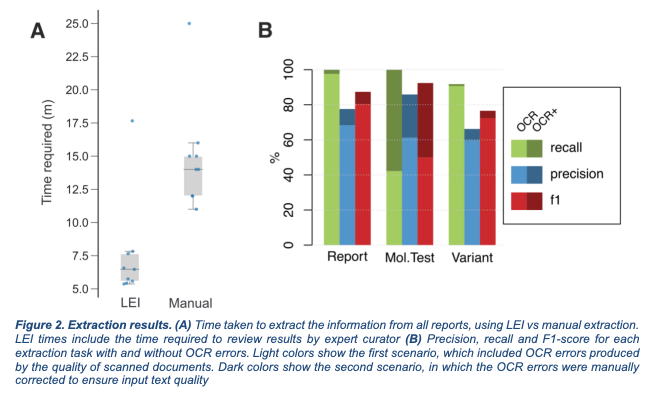 A
B
Time required (m)
25.0
22.5
20.0
17.5
15.0
12.5
10.0
7.5
5.0
LEI Manual
%
100
80
60
40
20
0
Report Mol.Test Variant
OCR OCR+
recall
precision
f1
Figure 2. Extraction results. (A) Time taken to extract the information from all reports, using LEI vs manual extraction.
LEI times include the time required to review results by expert curator (B) Precision, recall and F1-score for each
extraction task with and without OCR errors. Light colors show the first scenario, which included OCR errors produced
by the quality of scanned documents. Dark colors show the second scenario, in which the OCR errors were manually
corrected to ensure input text quality